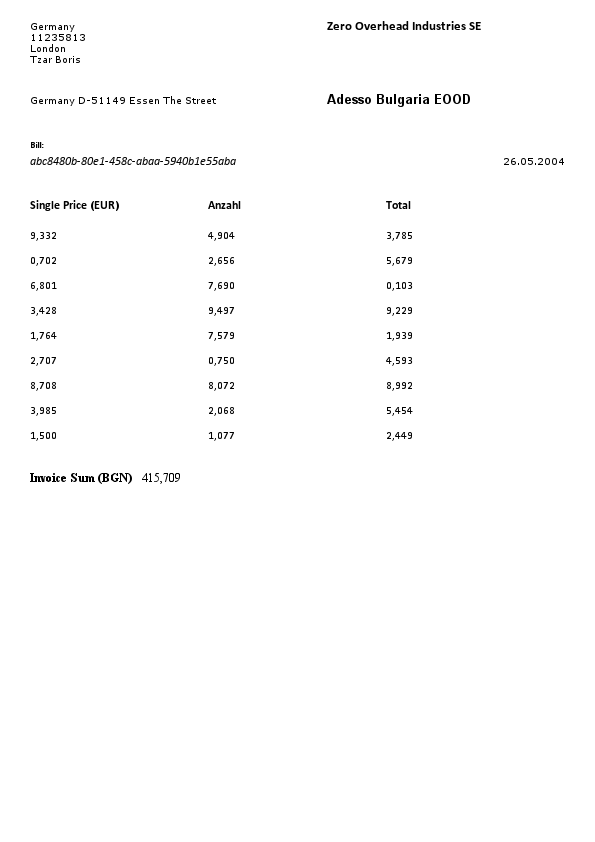 Germany
11235813
London
Tzar Boris
Zero Overhead Industries SE
Germany D-51149 Essen The Street
Adesso Bulgaria EOOD
Bill:
abc8480b-80e1-458c-abaa-5940b1e55aba
26.05.2004
Single Price (EUR) Anzahl Total
9,332 4,904 3,785
0,702 2,656 5,679
6,801 7,690 0,103
3,428 9,497 9,229
1,764 7,579 1,939
2,707 0,750 4,593
8,708 8,072 8,992
3,985 2,068 5,454
1,500 1,077 2,449
Invoice Sum (BGN) 415,709